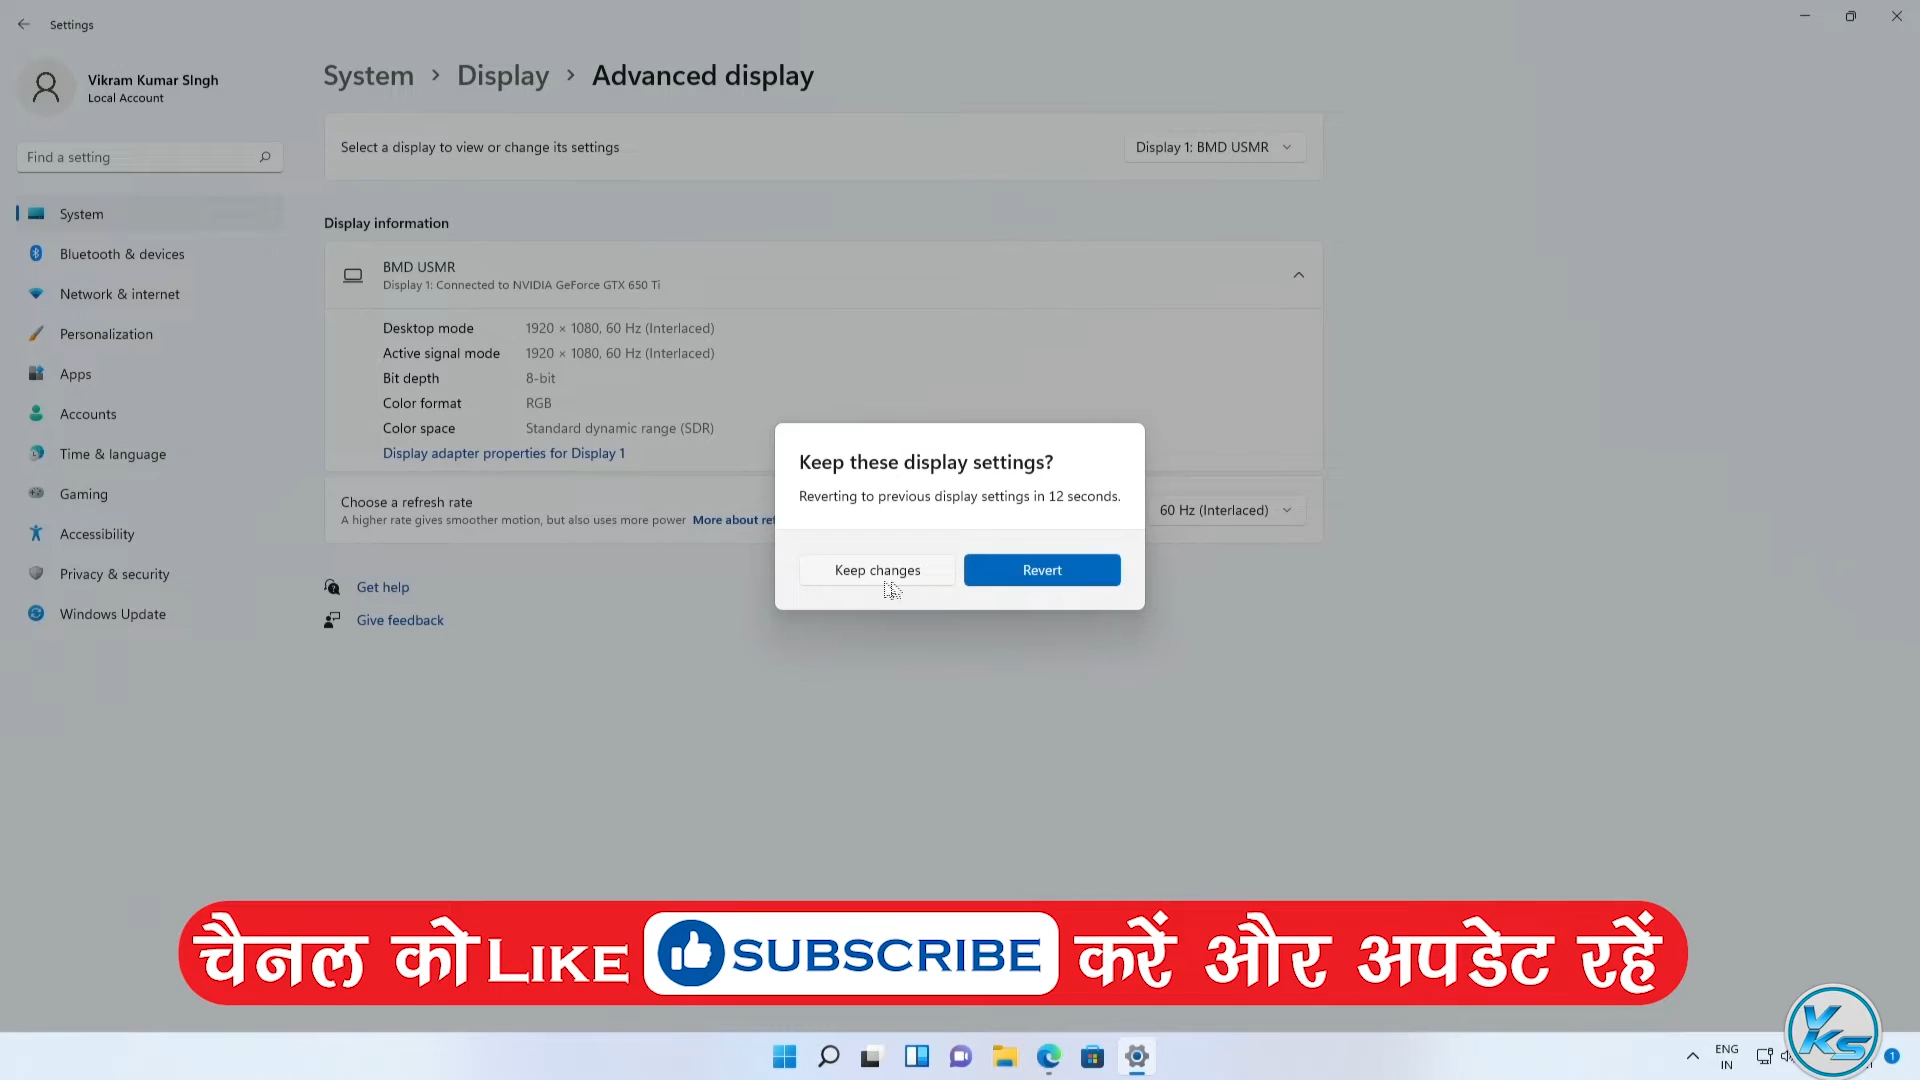 Settings
Vikram Kumar SIngh
Local Account
Find a setting
System
Bluetooth & devices
Network & internet
Personalization
Apps
Accounts
Time & language
Gaming
Accessibility
Privacy & security
Windows Update
System › Display › Advanced display
Select a display to view or change its settings
Display 1: BMD USMR
Display information
BMD USMR
Display 1: Connected to NVIDIA GeForce GTX 650 Ti
Desktop mode 1920 × 1080, 60 Hz (Interlaced)
Active signal mode 1920 × 1080, 60 Hz (Interlaced)
Bit depth 8-bit
Color format RGB
Color space Standard dynamic range (SDR)
Display adapter properties for Display 1
Choose a refresh rate
A higher rate gives smoother motion, but also uses more power More about
60 Hz (Interlaced)
Get help
Give feedback
Keep these display settings?
Reverting to previous display settings in 12 seconds.
Keep changes Revert
चैनल को LIKE SUBSCRIBE करें और अपडेट रहें
ENG
IN
VKS
1